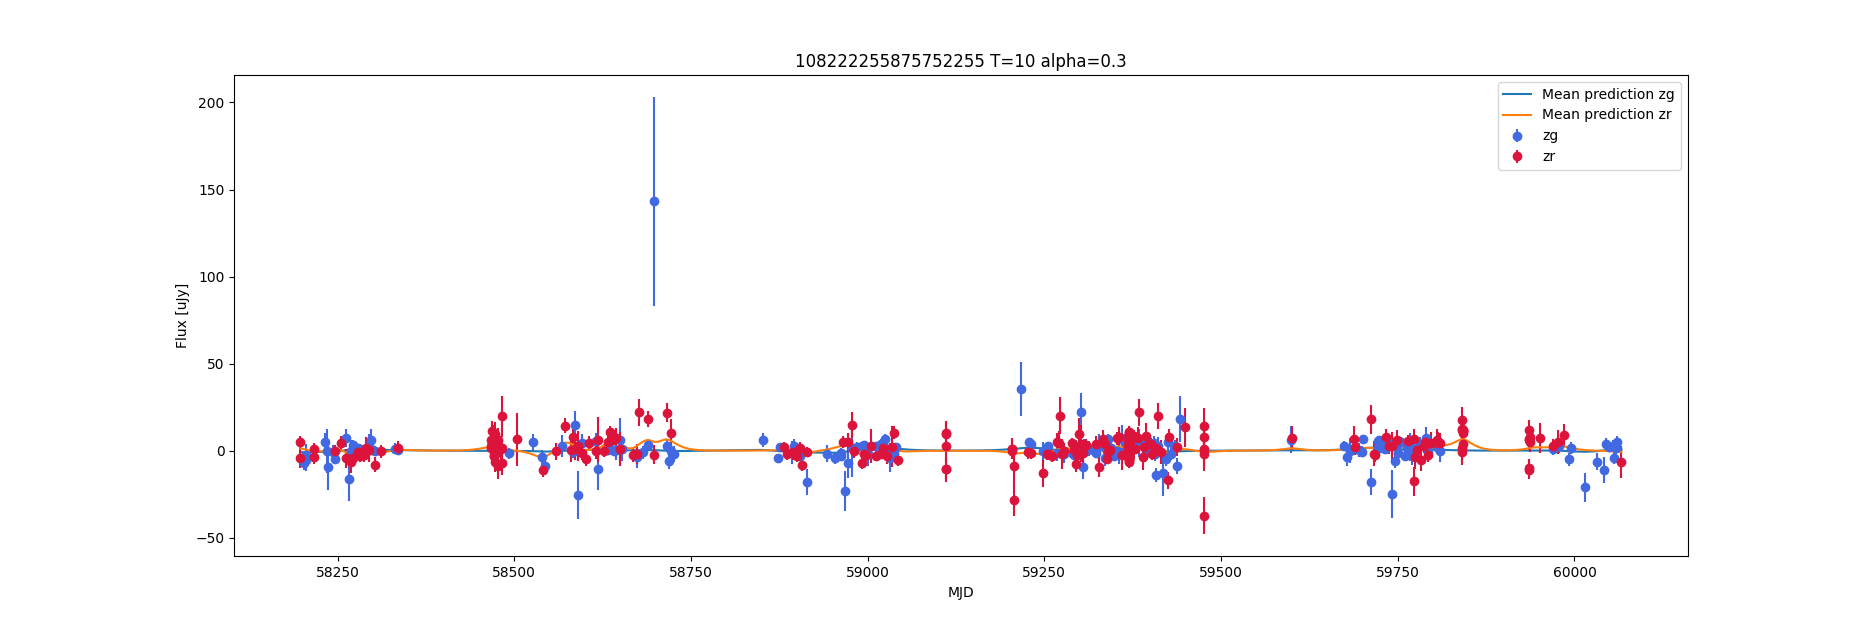 108222255875752255 T=10 alpha=0.3
Flux [uJy]
200
150
100
50
0
−50
58250 58500 58750 59000 59250 59500 59750 60000
MJD
Mean prediction zg
Mean prediction zr
zg
zr